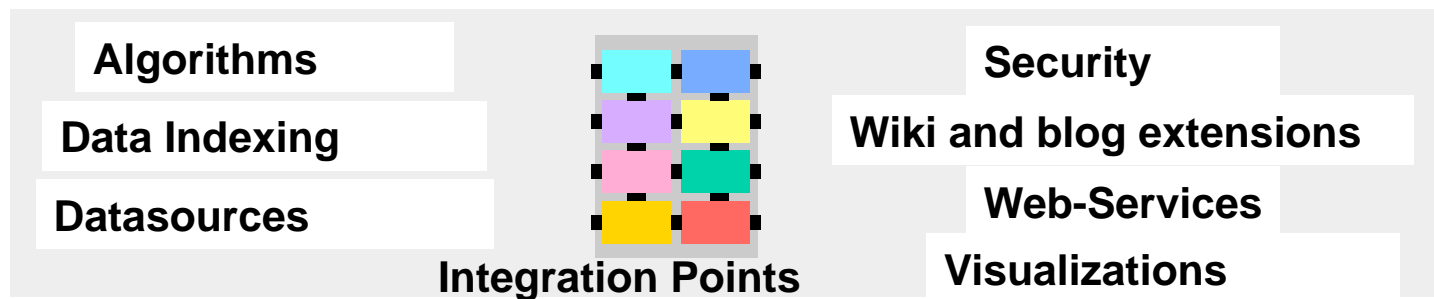 Algorithms
Data Indexing
Datasources
Integration Points
Security
Wiki and blog extensions
Web-Services
Visualizations